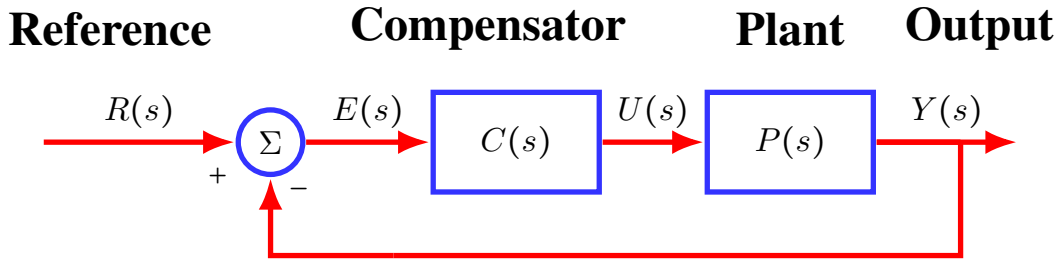 Reference Compensator Plant Output
R(s) E(s) U(s) Y(s)
Σ C(s) P(s)
+ −